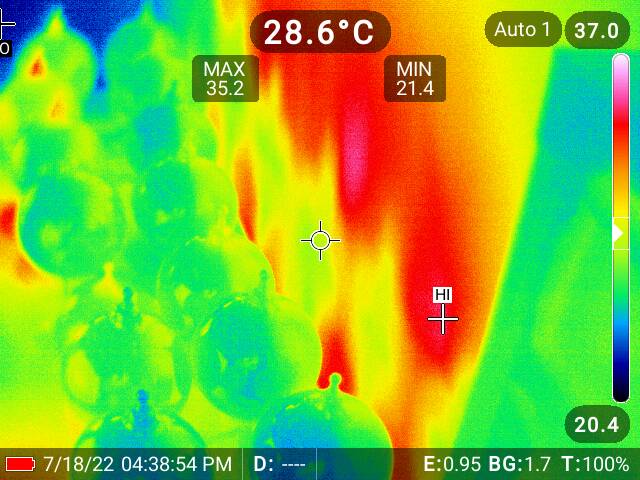 28.6°C
Auto 1
37.0
MAX
35.2
MIN
21.4
HI
20.4
7/18/22 04:38:54 PM
D: ----
E:0.95 BG:1.7 T:100%